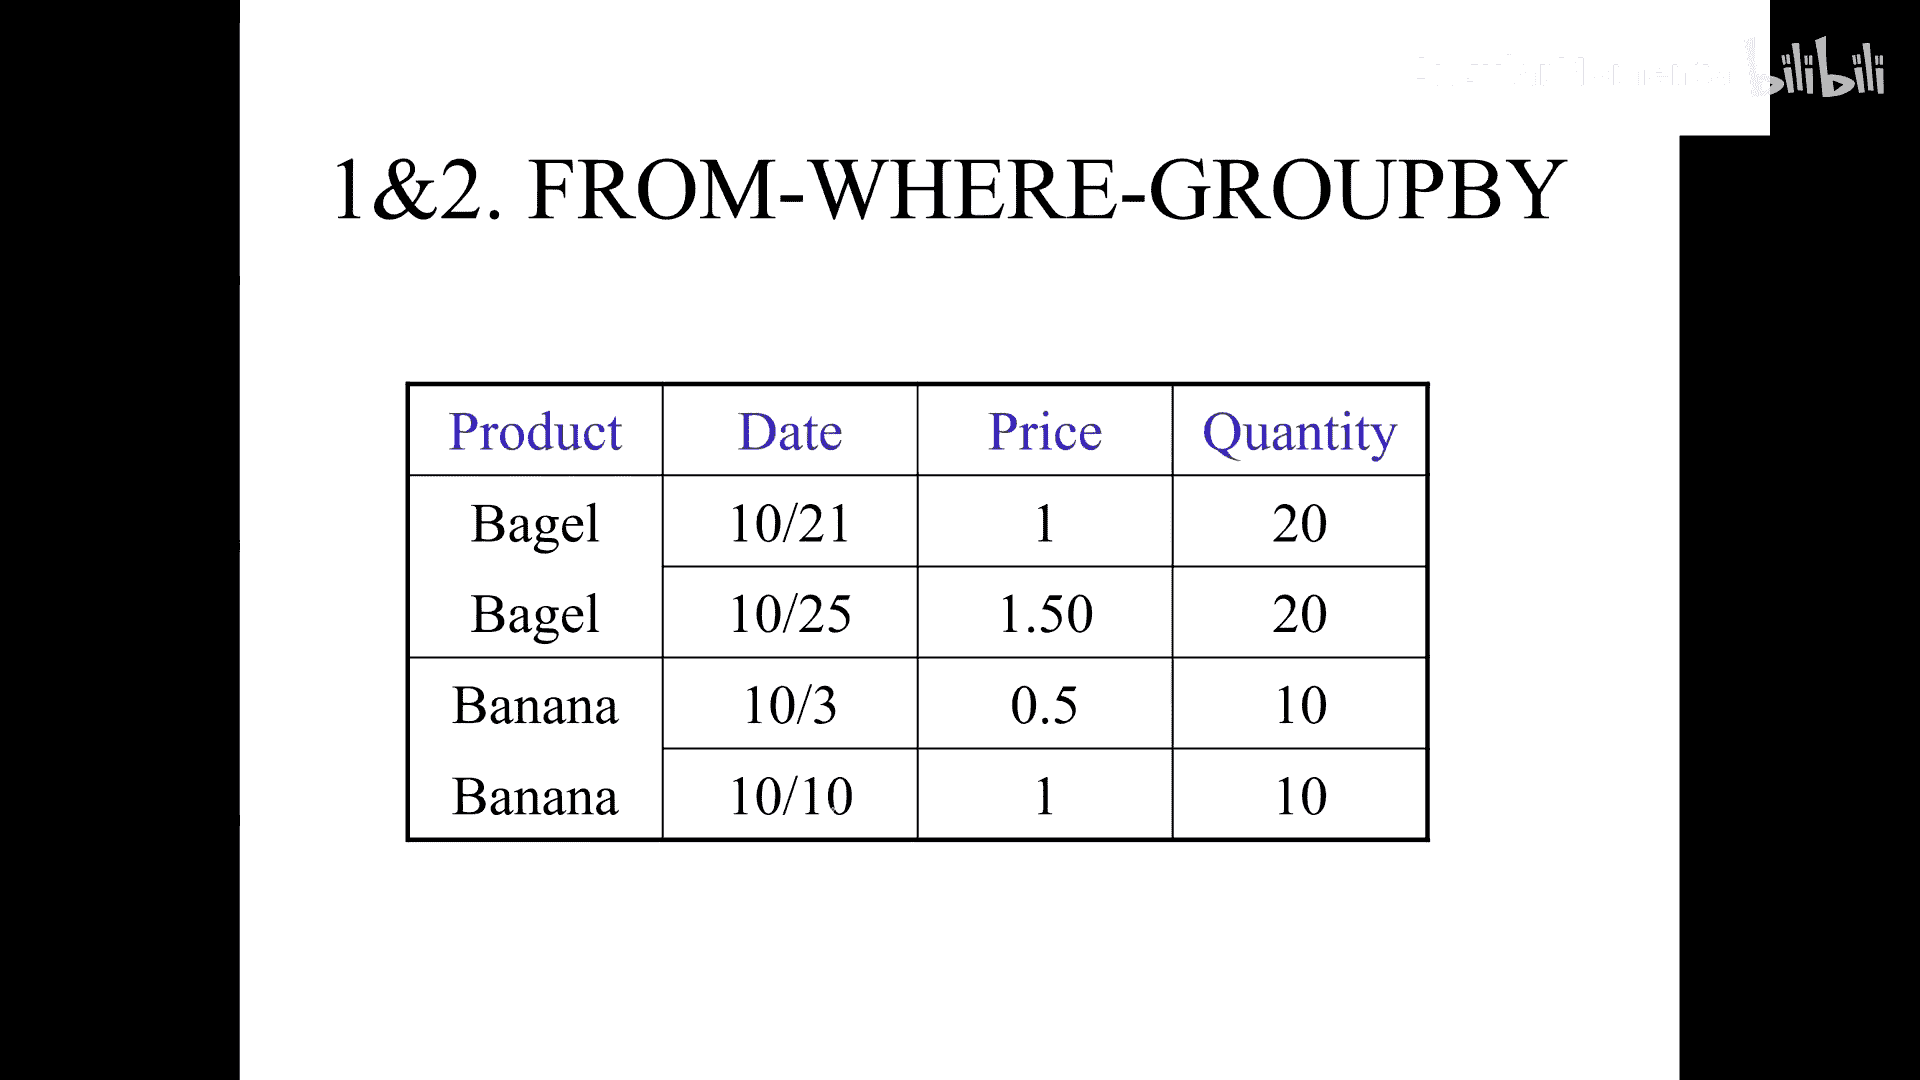 bilibili
1&2. FROM-WHERE-GROUPBY
Product Date Price Quantity
Bagel 10/21 1 20
Bagel 10/25 1.50 20
Banana 10/3 0.5 10
Banana 10/10 1 10